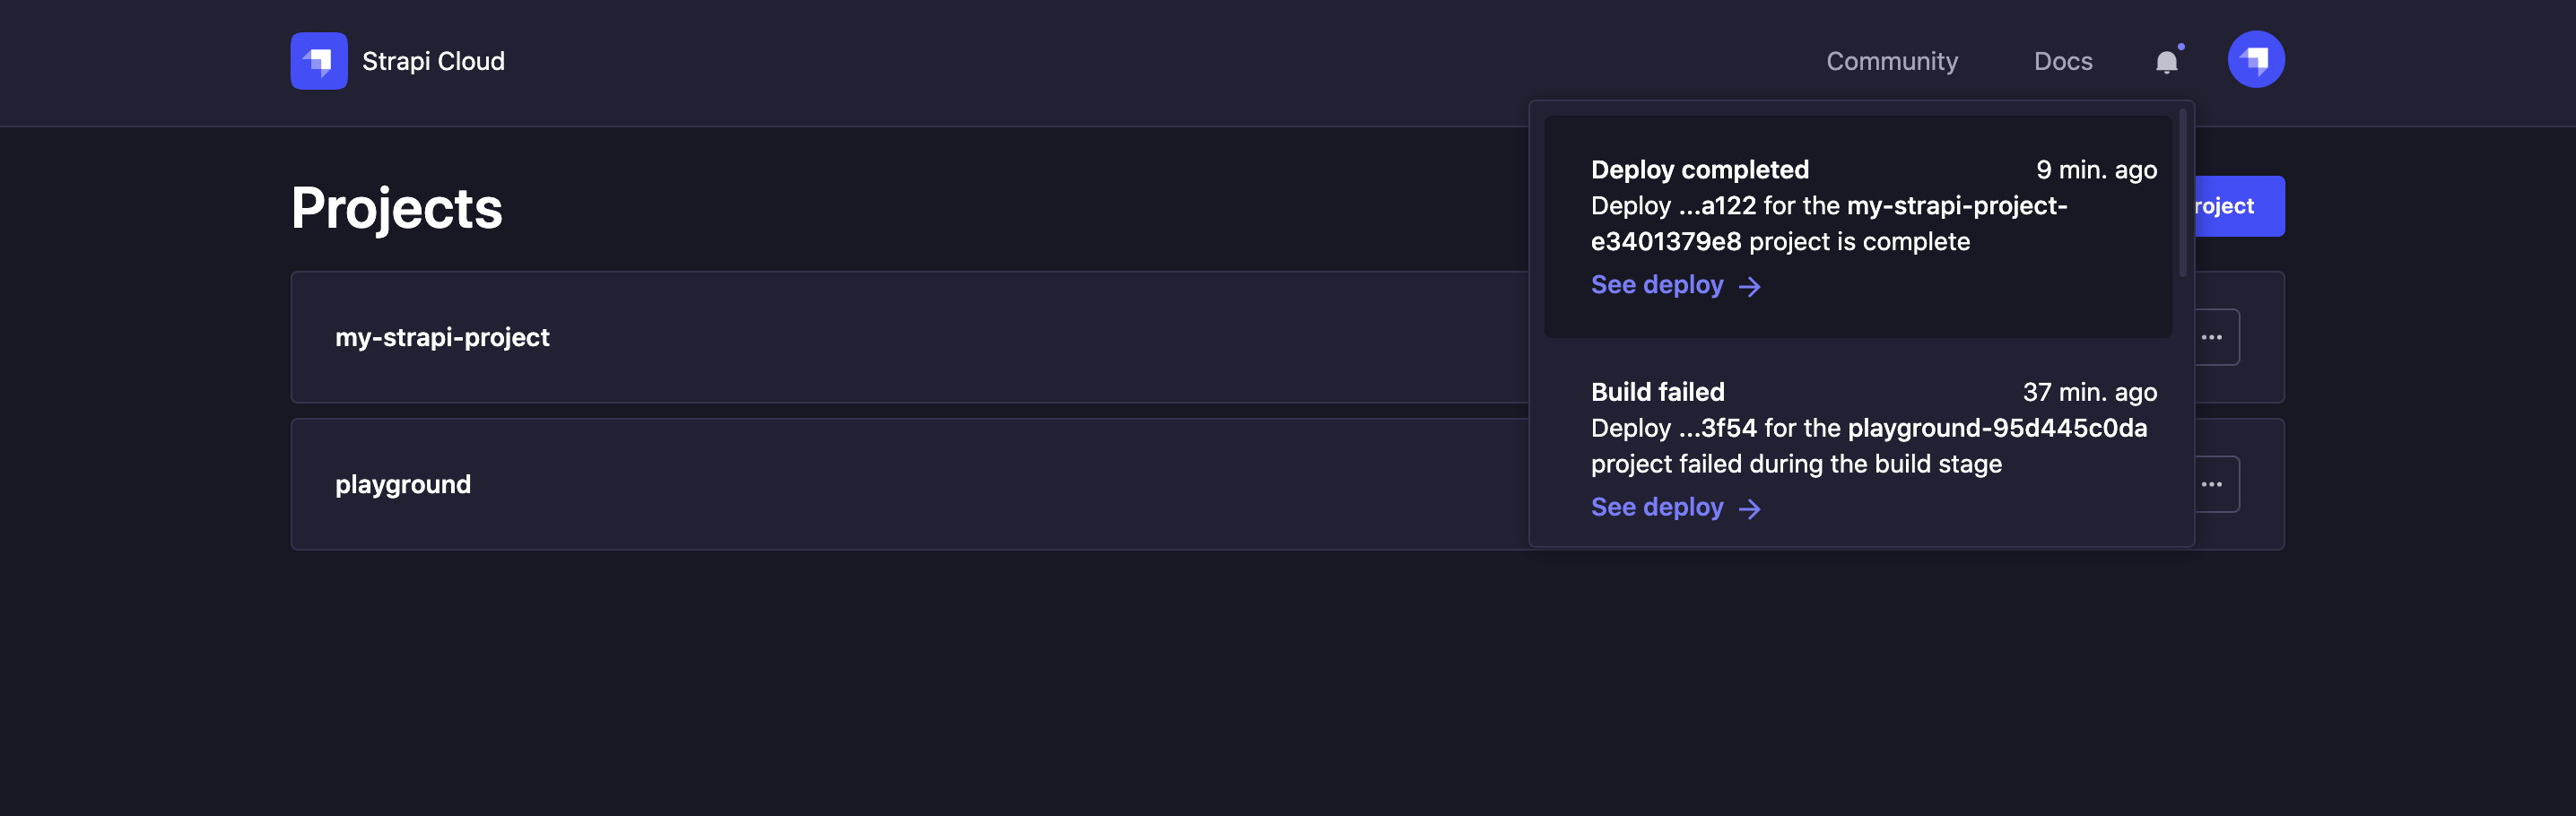 Strapi Cloud
Community
Docs
Projects
my-strapi-project
playground
Deploy completed
9 min. ago
Deploy ...a122 for the my-strapi-project-
e3401379e8 project is complete
See deploy →
Build failed
37 min. ago
Deploy ...3f54 for the playground-95d445c0da
project failed during the build stage
See deploy →